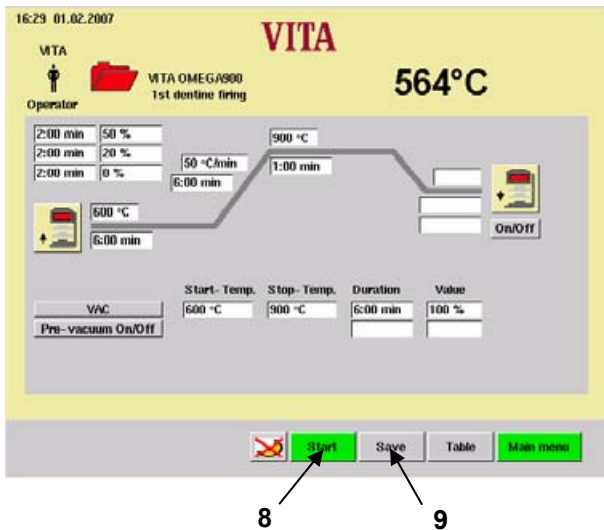 16:29 01.02.2007
VITA
VITA
Operator
VITA OMEGA900
1st dentine firing
564°C
2:00 min 50 %
2:00 min 20 %
2:00 min 0 %
50 °C/min
6:00 min
900 °C
1:00 min
600 °C
6:00 min
On/Off
Start-Temp. Stop-Temp. Duration Value
VAC 600 °C 900 °C 6:00 min 100 %
Pre-vacuum On/Off
Start Save Table Main menu
8 9